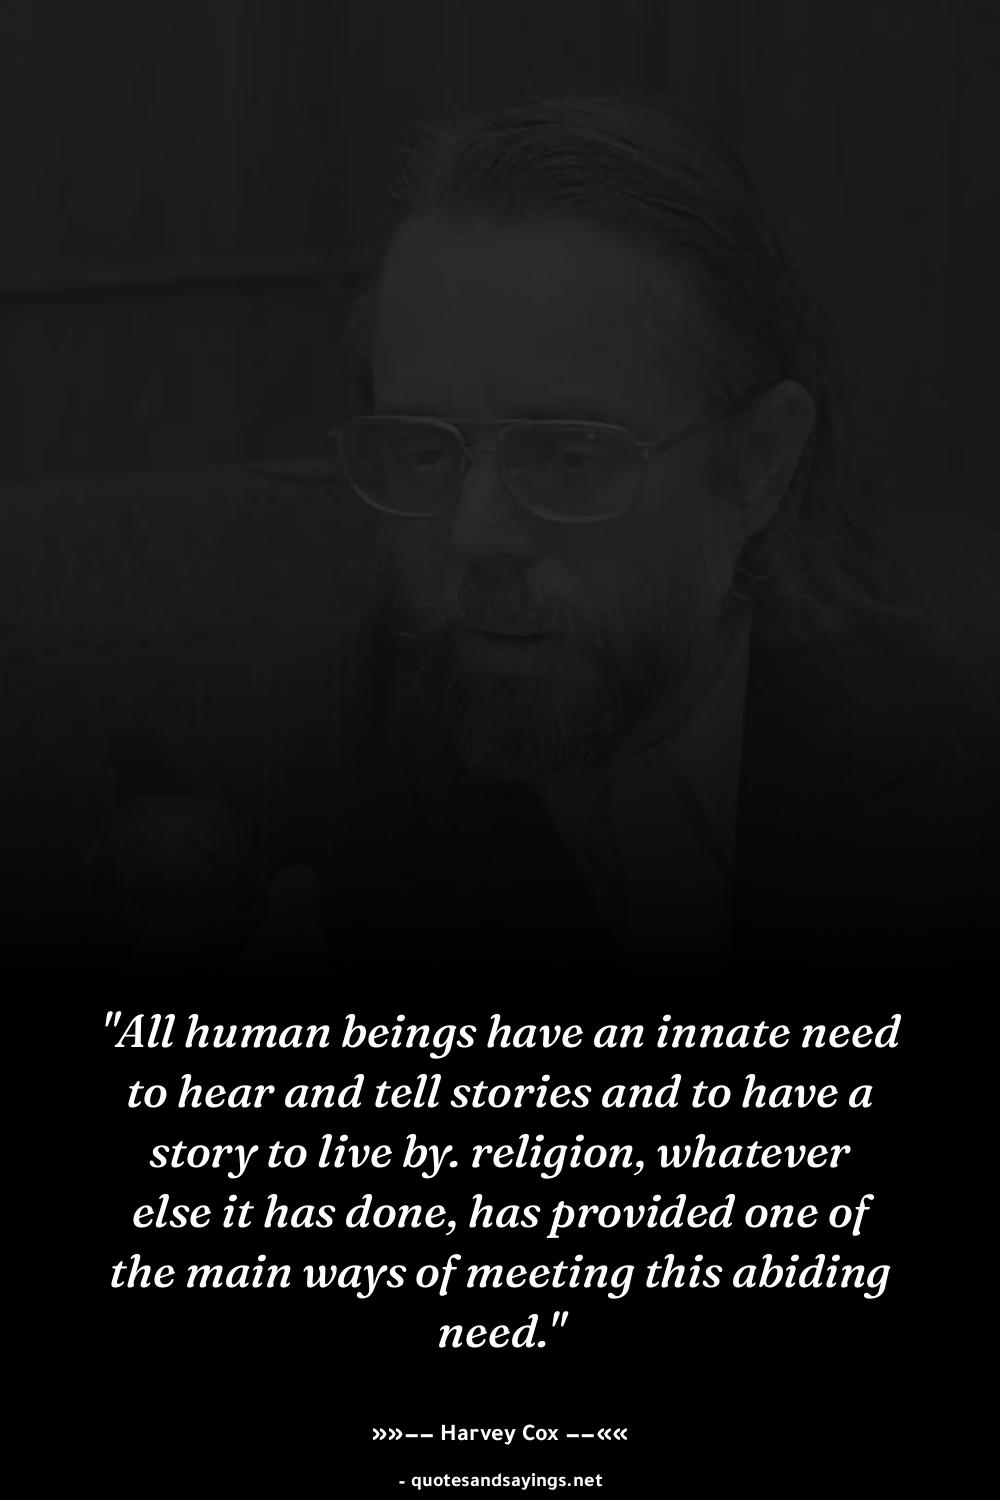 "All human beings have an innate need
to hear and tell stories and to have a
story to live by. religion, whatever
else it has done, has provided one of
the main ways of meeting this abiding
need."
»»–– Harvey Cox ––««
- quotesandsayings.net